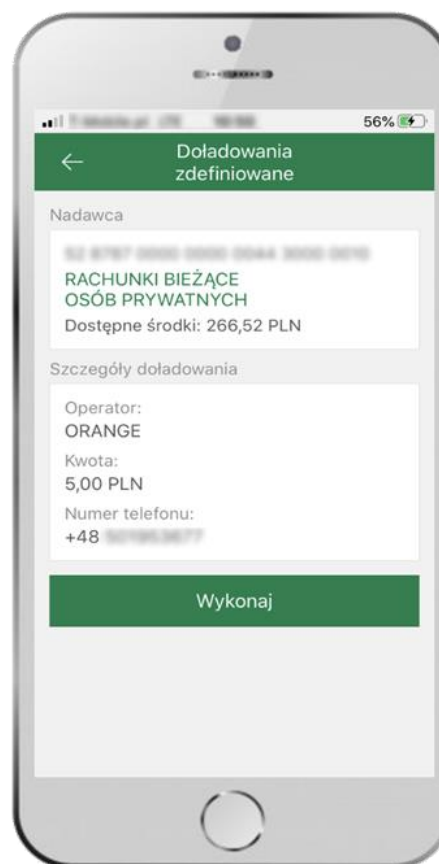 56%
Doładowania
zdefiniowane
Nadawca
RACHUNKI BIEŻĄCE
OSÓB PRYWATNYCH
Dostępne środki: 266,52 PLN
Szczegóły doładowania
Operator:
ORANGE
Kwota:
5,00 PLN
Numer telefonu:
+48
Wykonaj